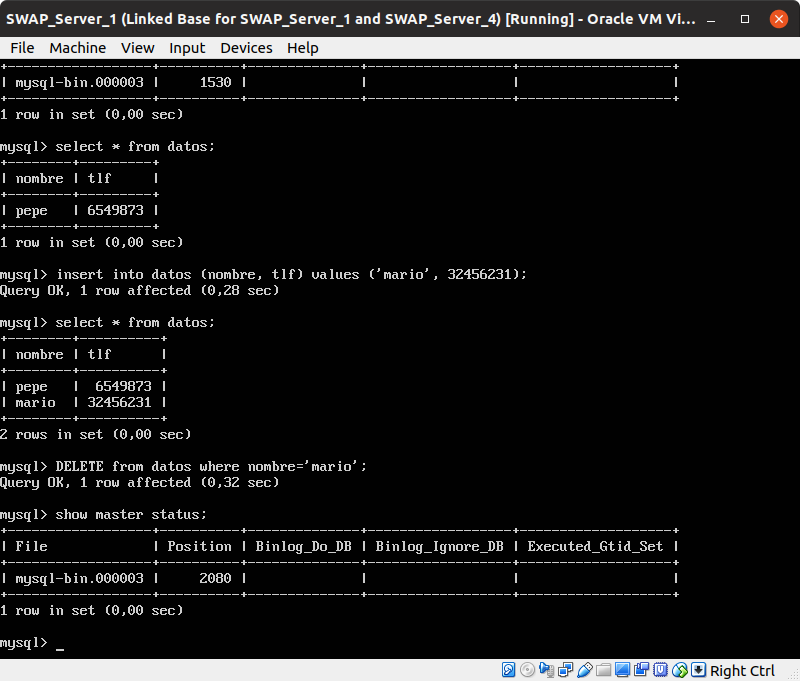 SWAP_Server_1 (Linked Base for SWAP_Server_1 and SWAP_Server_4) [Running] - Oracle VM Vi...
File Machine View Input Devices Help
+------------------+----------+--------------+------------------+-------------------+
| mysql-bin.000003 |     1530 |              |                  |                   |
+------------------+----------+--------------+------------------+-------------------+
1 row in set (0,00 sec)
mysql> select * from datos;
+--------+---------+
| nombre | tlf     |
+--------+---------+
| pepe   | 6549873 |
+--------+---------+
1 row in set (0,00 sec)
mysql> insert into datos (nombre, tlf) values ('mario', 32456231);
Query OK, 1 row affected (0,28 sec)
mysql> select * from datos;
+--------+----------+
| nombre | tlf      |
+--------+----------+
| pepe   |  6549873 |
| mario  | 32456231 |
+--------+----------+
2 rows in set (0,00 sec)
mysql> DELETE from datos where nombre='mario';
Query OK, 1 row affected (0,32 sec)
mysql> show master status;
+------------------+----------+--------------+------------------+-------------------+
| File             | Position | Binlog_Do_DB | Binlog_Ignore_DB | Executed_Gtid_Set |
+------------------+----------+--------------+------------------+-------------------+
| mysql-bin.000003 |     2080 |              |                  |                   |
+------------------+----------+--------------+------------------+-------------------+
1 row in set (0,00 sec)
mysql> _
Right Ctrl